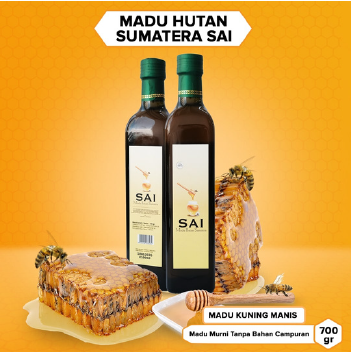 MADU HUTAN
SUMATERA SAI
SAI
SAI
MADU KUNING MANIS
Madu Murni Tanpa Bahan Campuran
700
gr